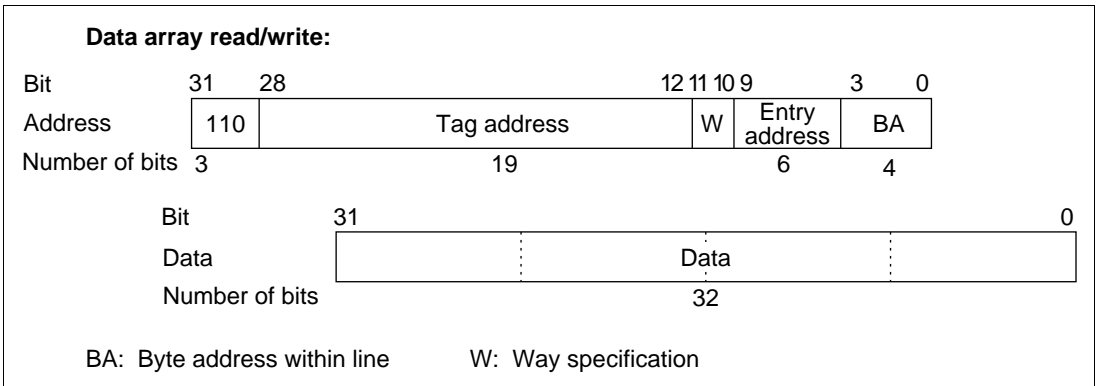 Data array read/write:
Bit 31 28 12 11 10 9 3 0
Address 110 Tag address W Entry address BA
Number of bits 3 19 6 4
Bit 31 0
Data Data
Number of bits 32
BA: Byte address within line W: Way specification